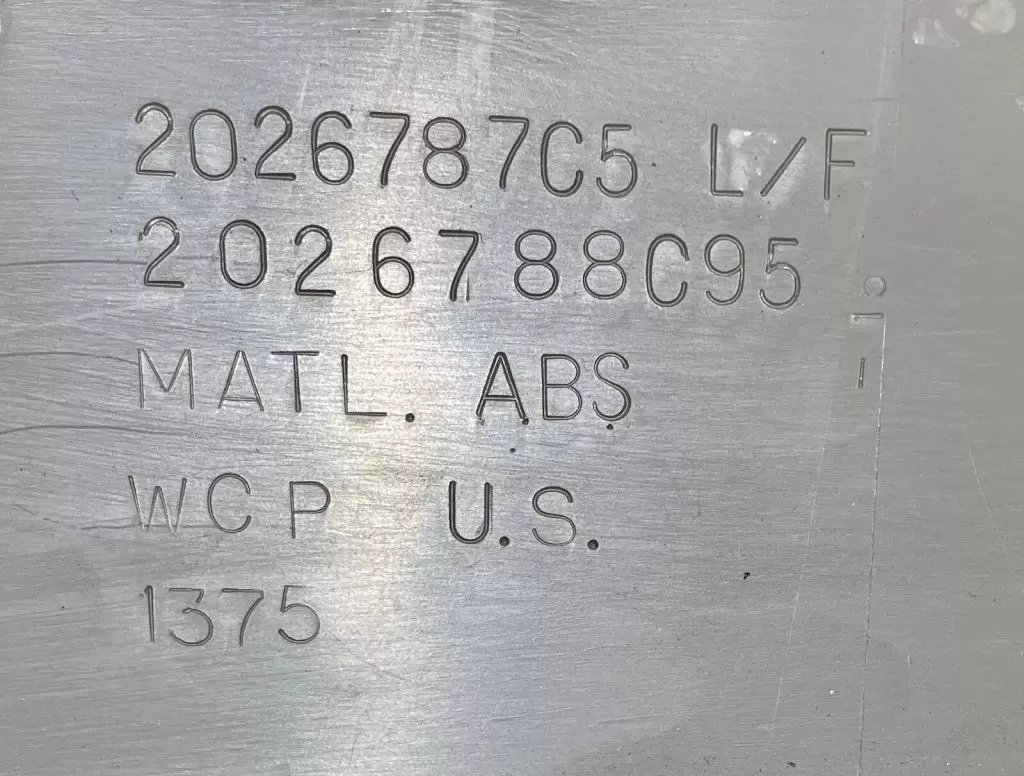 2026787C5 L/F
2026788C95
MATL. ABS
WCP U.S.
1375